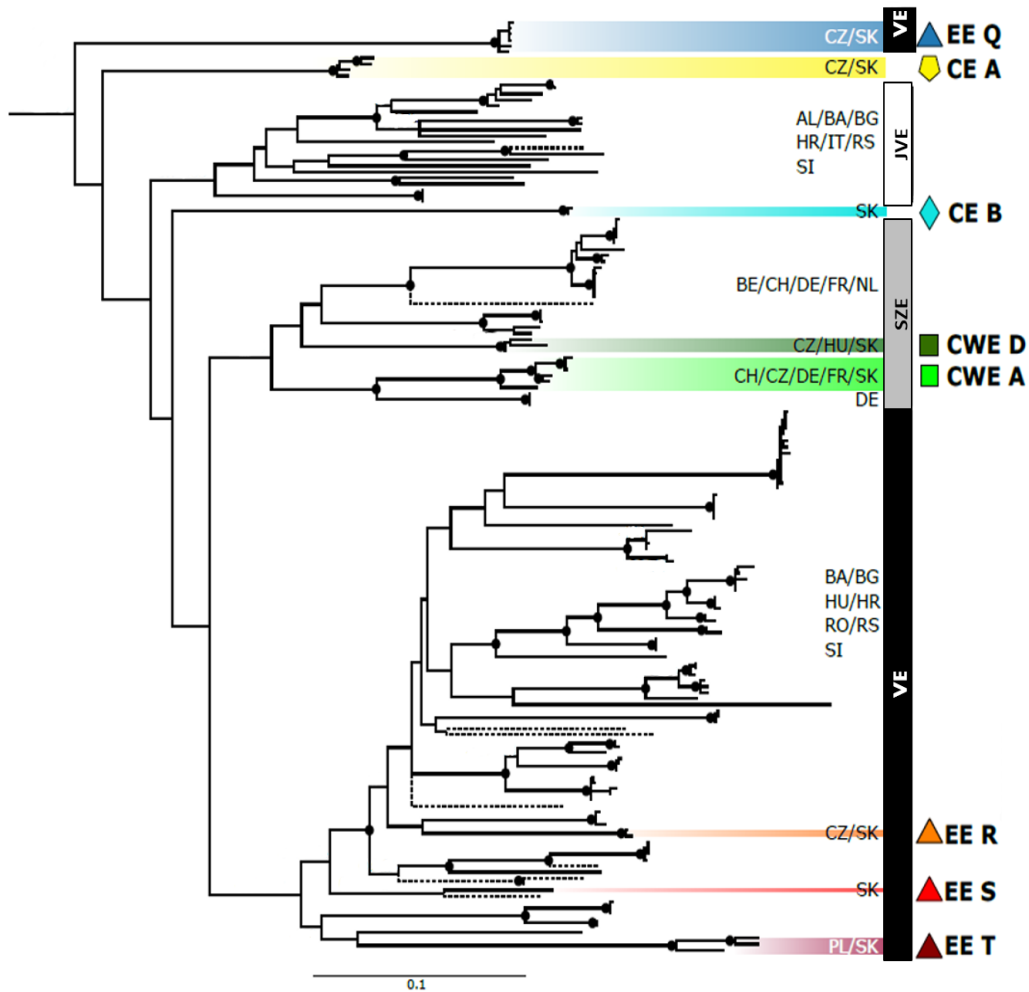 VE
CZ/SK
EE Q
CZ/SK
CE A
AL/BA/BG
HR/IT/RS
SI
JVE
SK
CE B
BE/CH/DE/FR/NL
SZE
CZ/HU/SK
CWE D
CH/CZ/DE/FR/SK
CWE A
DE
BA/BG
HU/HR
RO/RS
SI
VE
CZ/SK
EE R
SK
EE S
PL/SK
EE T
0.1